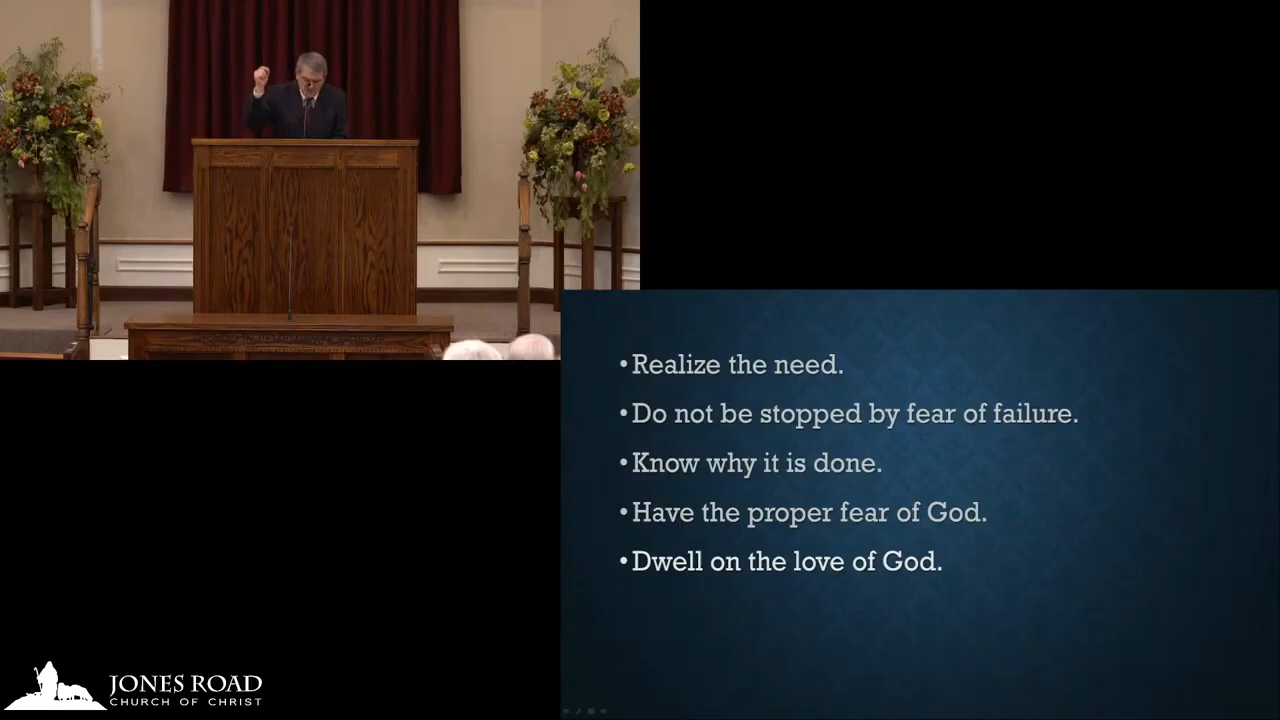 •Realize the need.
•Do not be stopped by fear of failure.
•Know why it is done.
•Have the proper fear of God.
•Dwell on the love of God.
JONES ROAD
CHURCH OF CHRIST